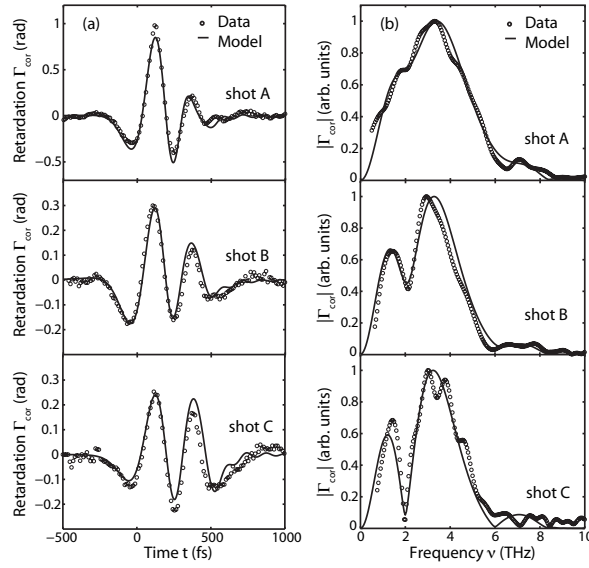 (a)
Data
Model
Retardation Γcor (rad)
1
0.5
0
−0.5
shot A
Retardation Γcor (rad)
0.3
0.2
0.1
0
−0.1
−0.2
shot B
Retardation Γcor (rad)
0.3
0.2
0.1
0
−0.1
−0.2
shot C
−500 0 500 1000
Time t (fs)
(b)
Data
Model
|Γcor| (arb. units)
1
0.8
0.6
0.4
0.2
0
shot A
|Γcor| (arb. units)
1
0.8
0.6
0.4
0.2
0
shot B
|Γcor| (arb. units)
1
0.8
0.6
0.4
0.2
0
shot C
0 2 4 6 8 10
Frequency ν (THz)